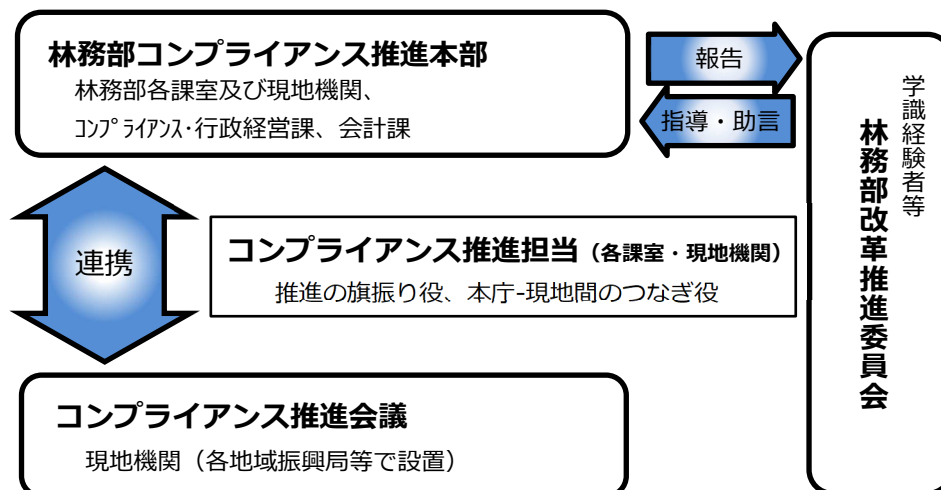 林務部コンプライアンス推進本部
林務部各課室及び現地機関、
ｺﾝﾌﾟﾗｲｱﾝｽ･行政経営課、会計課
報告
指導・助言
学識経験者等
林務部改革推進委員会
連携
コンプライアンス推進担当（各課室・現地機関）
推進の旗振り役、本庁-現地間のつなぎ役
コンプライアンス推進会議
現地機関（各地域振興局等で設置）